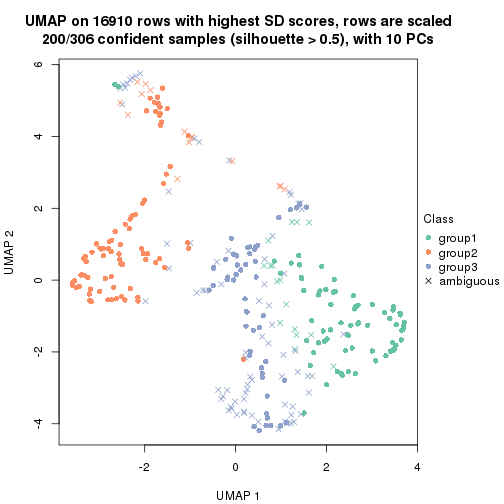 UMAP on 16910 rows with highest SD scores, rows are scaled
200/306 confident samples (silhouette > 0.5), with 10 PCs
6
4
2
0
-2
-4
UMAP 2
-2
0
2
4
UMAP 1
Class
group1
group2
group3
ambiguous